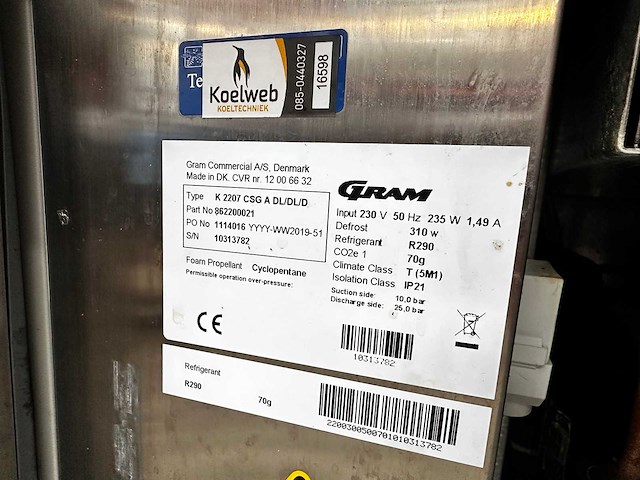 Te
Koelweb
KOELTECHNIEK
085-0440327
16598
Gram Commercial A/S, Denmark
Made in DK. CVR nr. 12 00 66 32
Type K 2207 CSG A DL/DL/D
Part No 862200021
PO No 1114016 YYYY-WW2019-51
S/N 10313782
Foam Propellant Cyclopentane
Permissible operation over-pressure:
GRAM
Input 230 V 50 Hz 235 W 1,49 A
Defrost 310 w
Refrigerant R290
CO2e 1 70g
Climate Class T (5M1)
Isolation Class IP21
Suction side: 10,0 bar
Discharge side: 25,0 bar
CE
10313782
Refrigerant
R290 70g
22003005007010103​13782